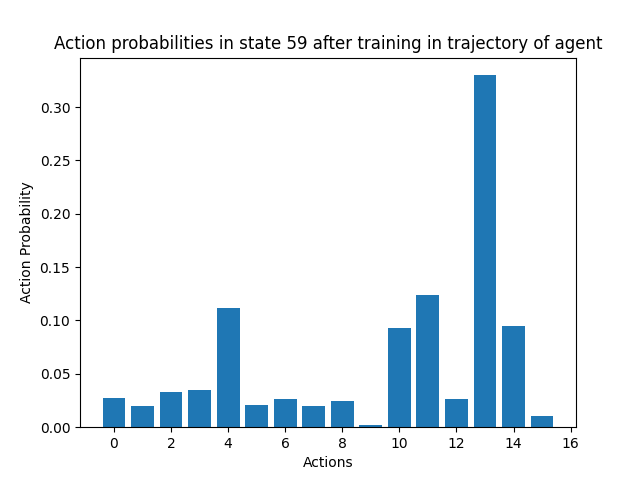 Action probabilities in state 59 after training in trajectory of agent
0.30
0.25
0.20
0.15
0.10
0.05
0.00
Action Probability
0 2 4 6 8 10 12 14 16
Actions